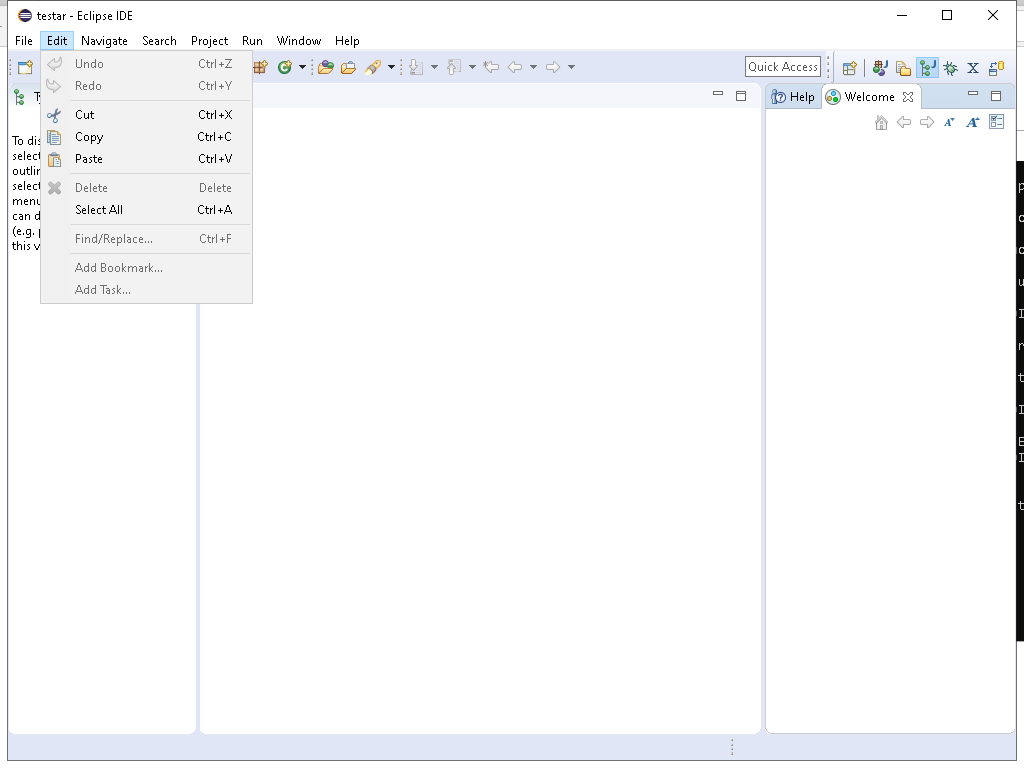 testar - Eclipse IDE
File Edit Navigate Search Project Run Window Help
Quick Access
Undo Ctrl+Z
Redo Ctrl+Y
Cut Ctrl+X
Copy Ctrl+C
Paste Ctrl+V
Delete Delete
Select All Ctrl+A
Find/Replace... Ctrl+F
Add Bookmark...
Add Task...
To dis
select
outlin
select
menu
can d
(e.g.
this v
Help
Welcome